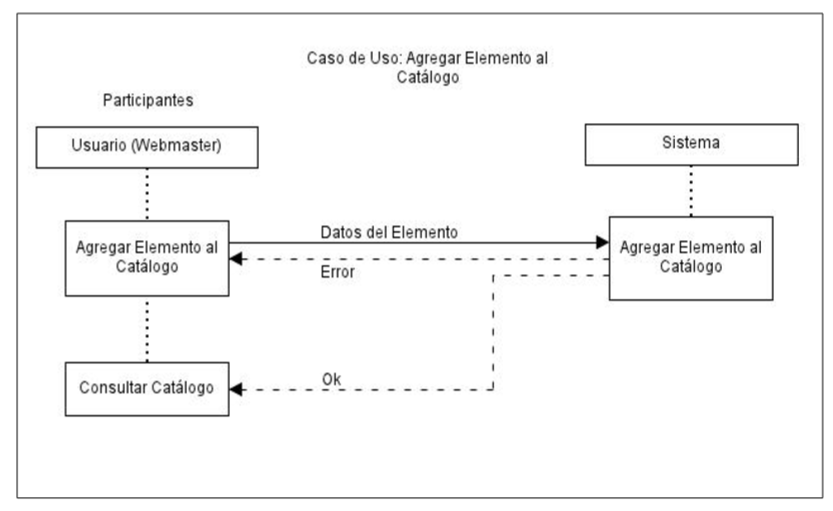 Caso de Uso: Agregar Elemento al
Catálogo
Participantes
Usuario (Webmaster)
Sistema
Agregar Elemento al
Catálogo
Datos del Elemento
Error
Agregar Elemento al
Catálogo
Ok
Consultar Catálogo